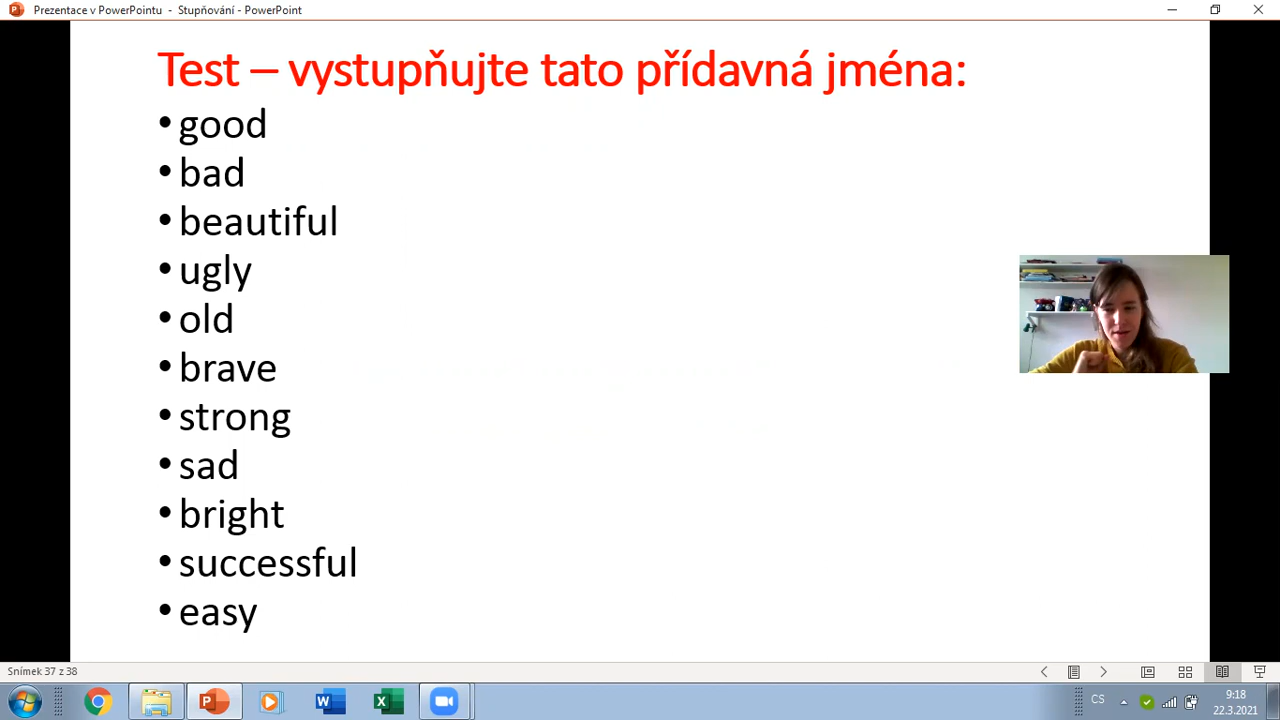 Prezentace v PowerPointu - Stupňování - PowerPoint
Test – vystupňujte tato přídavná jména:
• good
• bad
• beautiful
• ugly
• old
• brave
• strong
• sad
• bright
• successful
• easy
Snímek 37 z 38
CS
9:18
22.3.2021